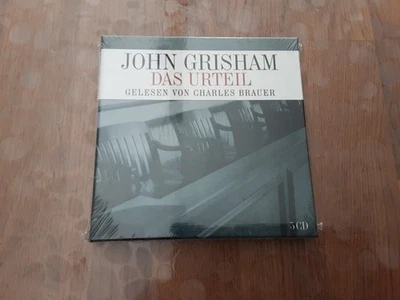 JOHN GRISHAM
DAS URTEIL
GELESEN VON CHARLES BRAUER
5 CD